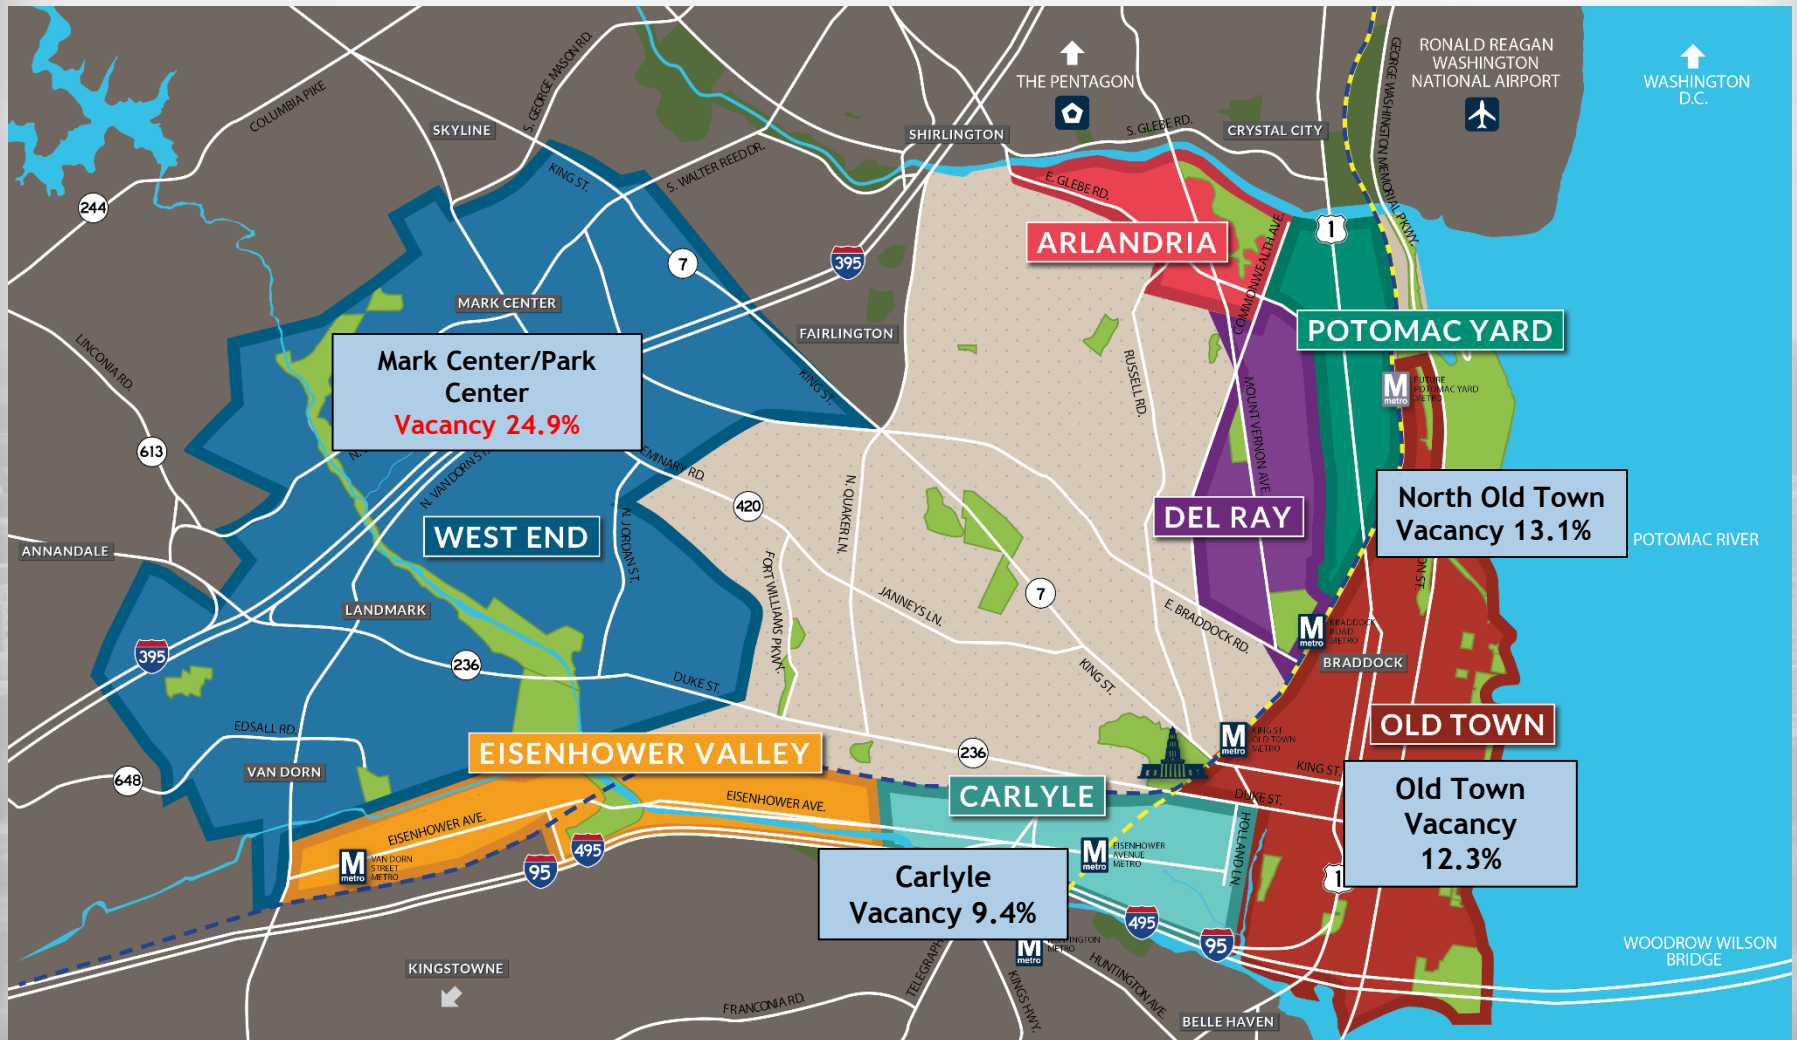 RONALD REAGAN
WASHINGTON
NATIONAL AIRPORT
THE PENTAGON
WASHINGTON
D.C.
COLUMBIA PIKE
S. GEORGE MASON RD.
SKYLINE
SHIRLINGTON
S. GLEBE RD.
CRYSTAL CITY
GEORGE WASHINGTON MEMORIAL PKWY.
KING ST.
S. WALTER REED DR.
E. GLEBE RD.
244
7
395
1
ARLANDRIA
COMMONWEALTH AVE.
MARK CENTER
FAIRLINGTON
POTOMAC YARD
LINCONIA RD.
Mark Center/Park
Center
Vacancy 24.9%
KING ST.
RUSSELL RD.
MOUNT VERNON AVE.
M
metro
FUTURE
POTOMAC YARD
METRO
613
N. VAN DORN ST.
420
N. QUAKER LN.
North Old Town
Vacancy 13.1%
POTOMAC RIVER
WEST END
N. JORDAN ST.
DEL RAY
ANNANDALE
LANDMARK
FORT WILLIAMS PKWY.
JANNEYS LN.
7
E. BRADDOCK RD.
M
metro
BRADDOCK
ROAD
METRO
BRADDOCK
395
236
DUKE ST.
KING ST.
EDSALL RD.
EISENHOWER VALLEY
236
M
metro
KING ST-
OLD TOWN
METRO
OLD TOWN
648
VAN DORN
KING ST.
CARLYLE
DUKE ST.
Old Town
Vacancy
12.3%
EISENHOWER AVE.
EISENHOWER AVE.
HOLLAND LN.
M
metro
VAN DORN
STREET
METRO
95
495
M
metro
EISENHOWER
AVENUE
METRO
Carlyle
Vacancy 9.4%
1
495
95
M
metro
METRO
WOODROW WILSON
BRIDGE
KINGSTOWNE
FRANCONIA RD.
KINGS HWY.
HUNTINGTON AVE.
BELLE HAVEN